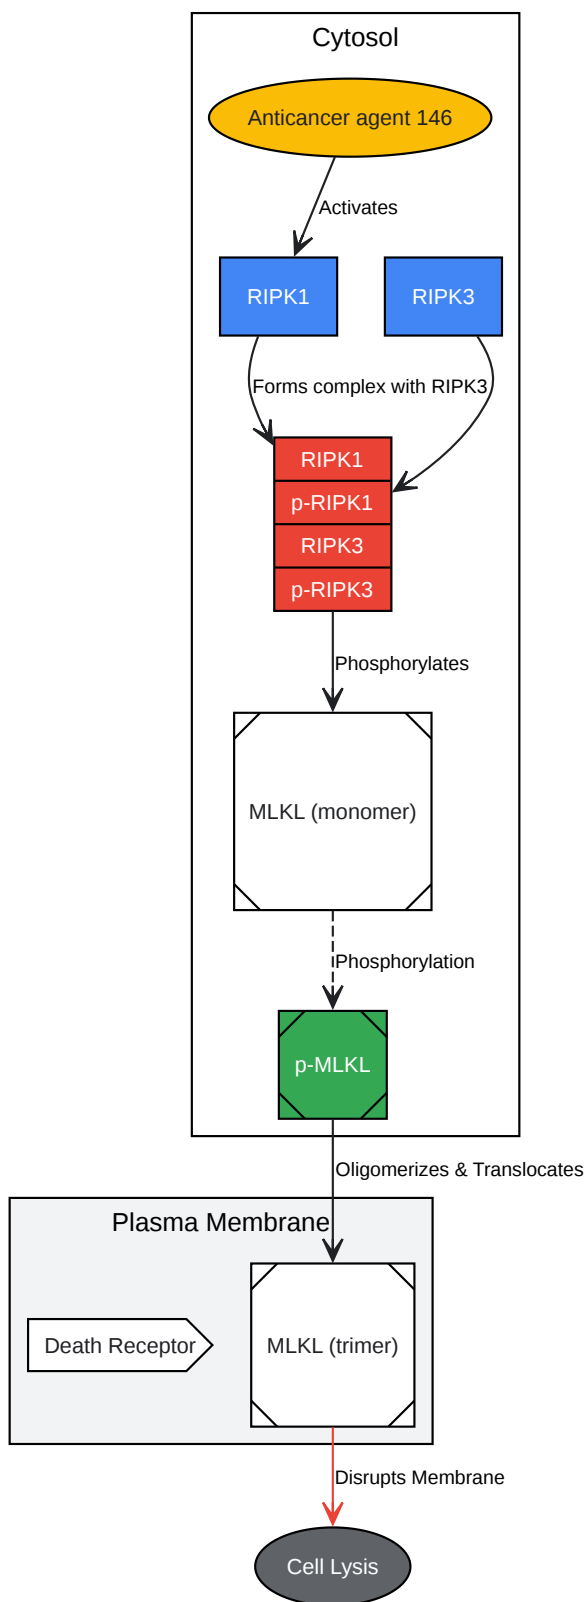 Cytosol
Anticancer agent 146
Activates
RIPK1
RIPK3
Forms complex with RIPK3
RIPK1
p-RIPK1
RIPK3
p-RIPK3
Phosphorylates
MLKL (monomer)
Phosphorylation
p-MLKL
Oligomerizes & Translocates
Plasma Membrane
Death Receptor
MLKL (trimer)
Disrupts Membrane
Cell Lysis